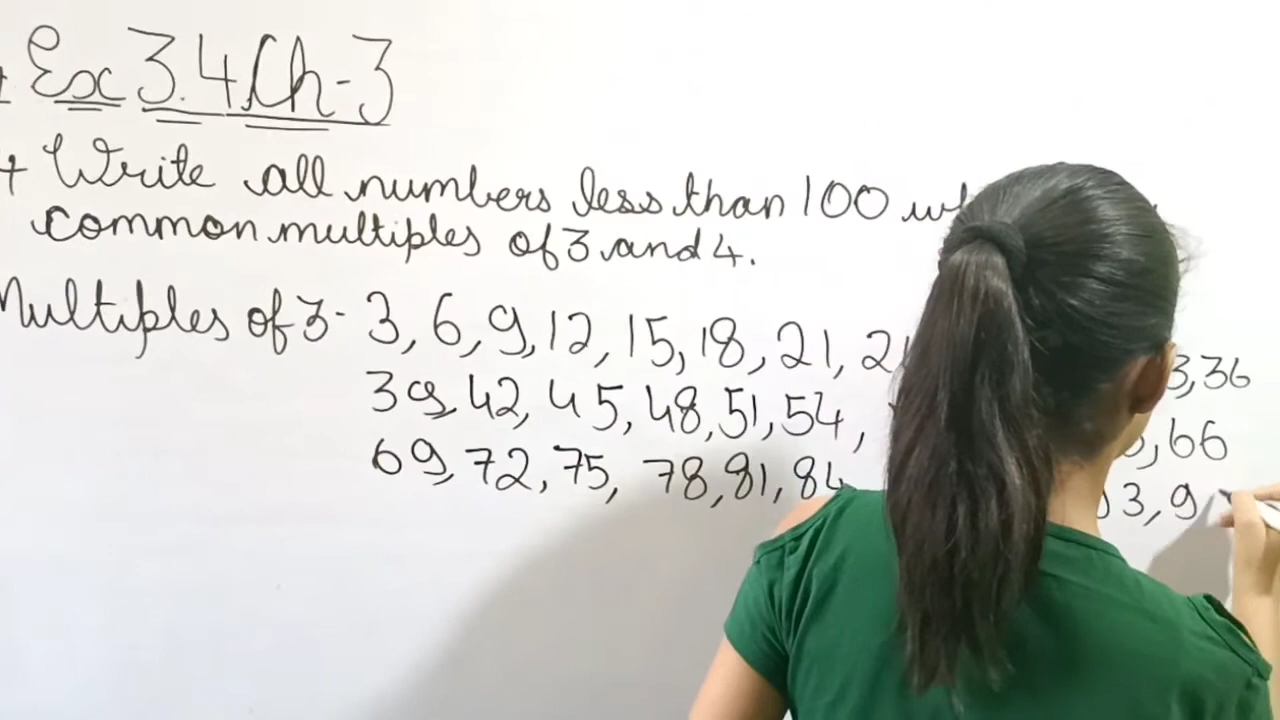 Ex 3.4 Ch-3
Write all numbers less than 100
common multiples of 3 and 4.
Multiples of 3- 3, 6, 9, 12, 15, 18, 21, 3,36
39, 42, 45, 48, 51, 54, ,66
69, 72, 75, 78, 81, 84 3, 9